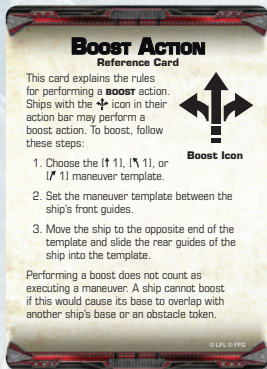 BOOST ACTION
Reference Card
This card explains the rules
for performing a BOOST action.
Ships with the icon in their
action bar may perform a
boost action. To boost, follow
these steps:
Boost Icon
1. Choose the [↑ 1], [↰ 1], or
[↱ 1] maneuver template.
2. Set the maneuver template between the
ship's front guides.
3. Move the ship to the opposite end of the
template and slide the rear guides of the
ship into the template.
Performing a boost does not count as
executing a maneuver. A ship cannot boost
if this would cause its base to overlap with
another ship's base or an obstacle token.
© LFL © FFG